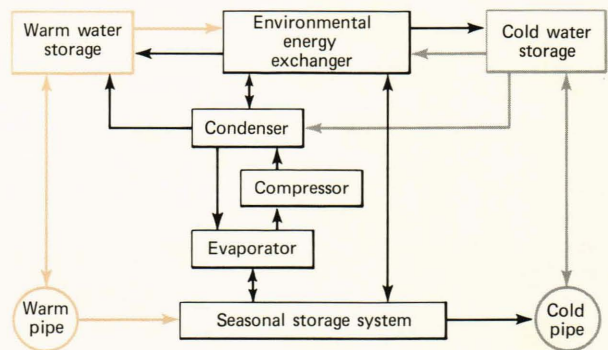 Warm water
storage
Environmental
energy
exchanger
Cold water
storage
Condenser
Compressor
Evaporator
Warm
pipe
Seasonal storage system
Cold
pipe